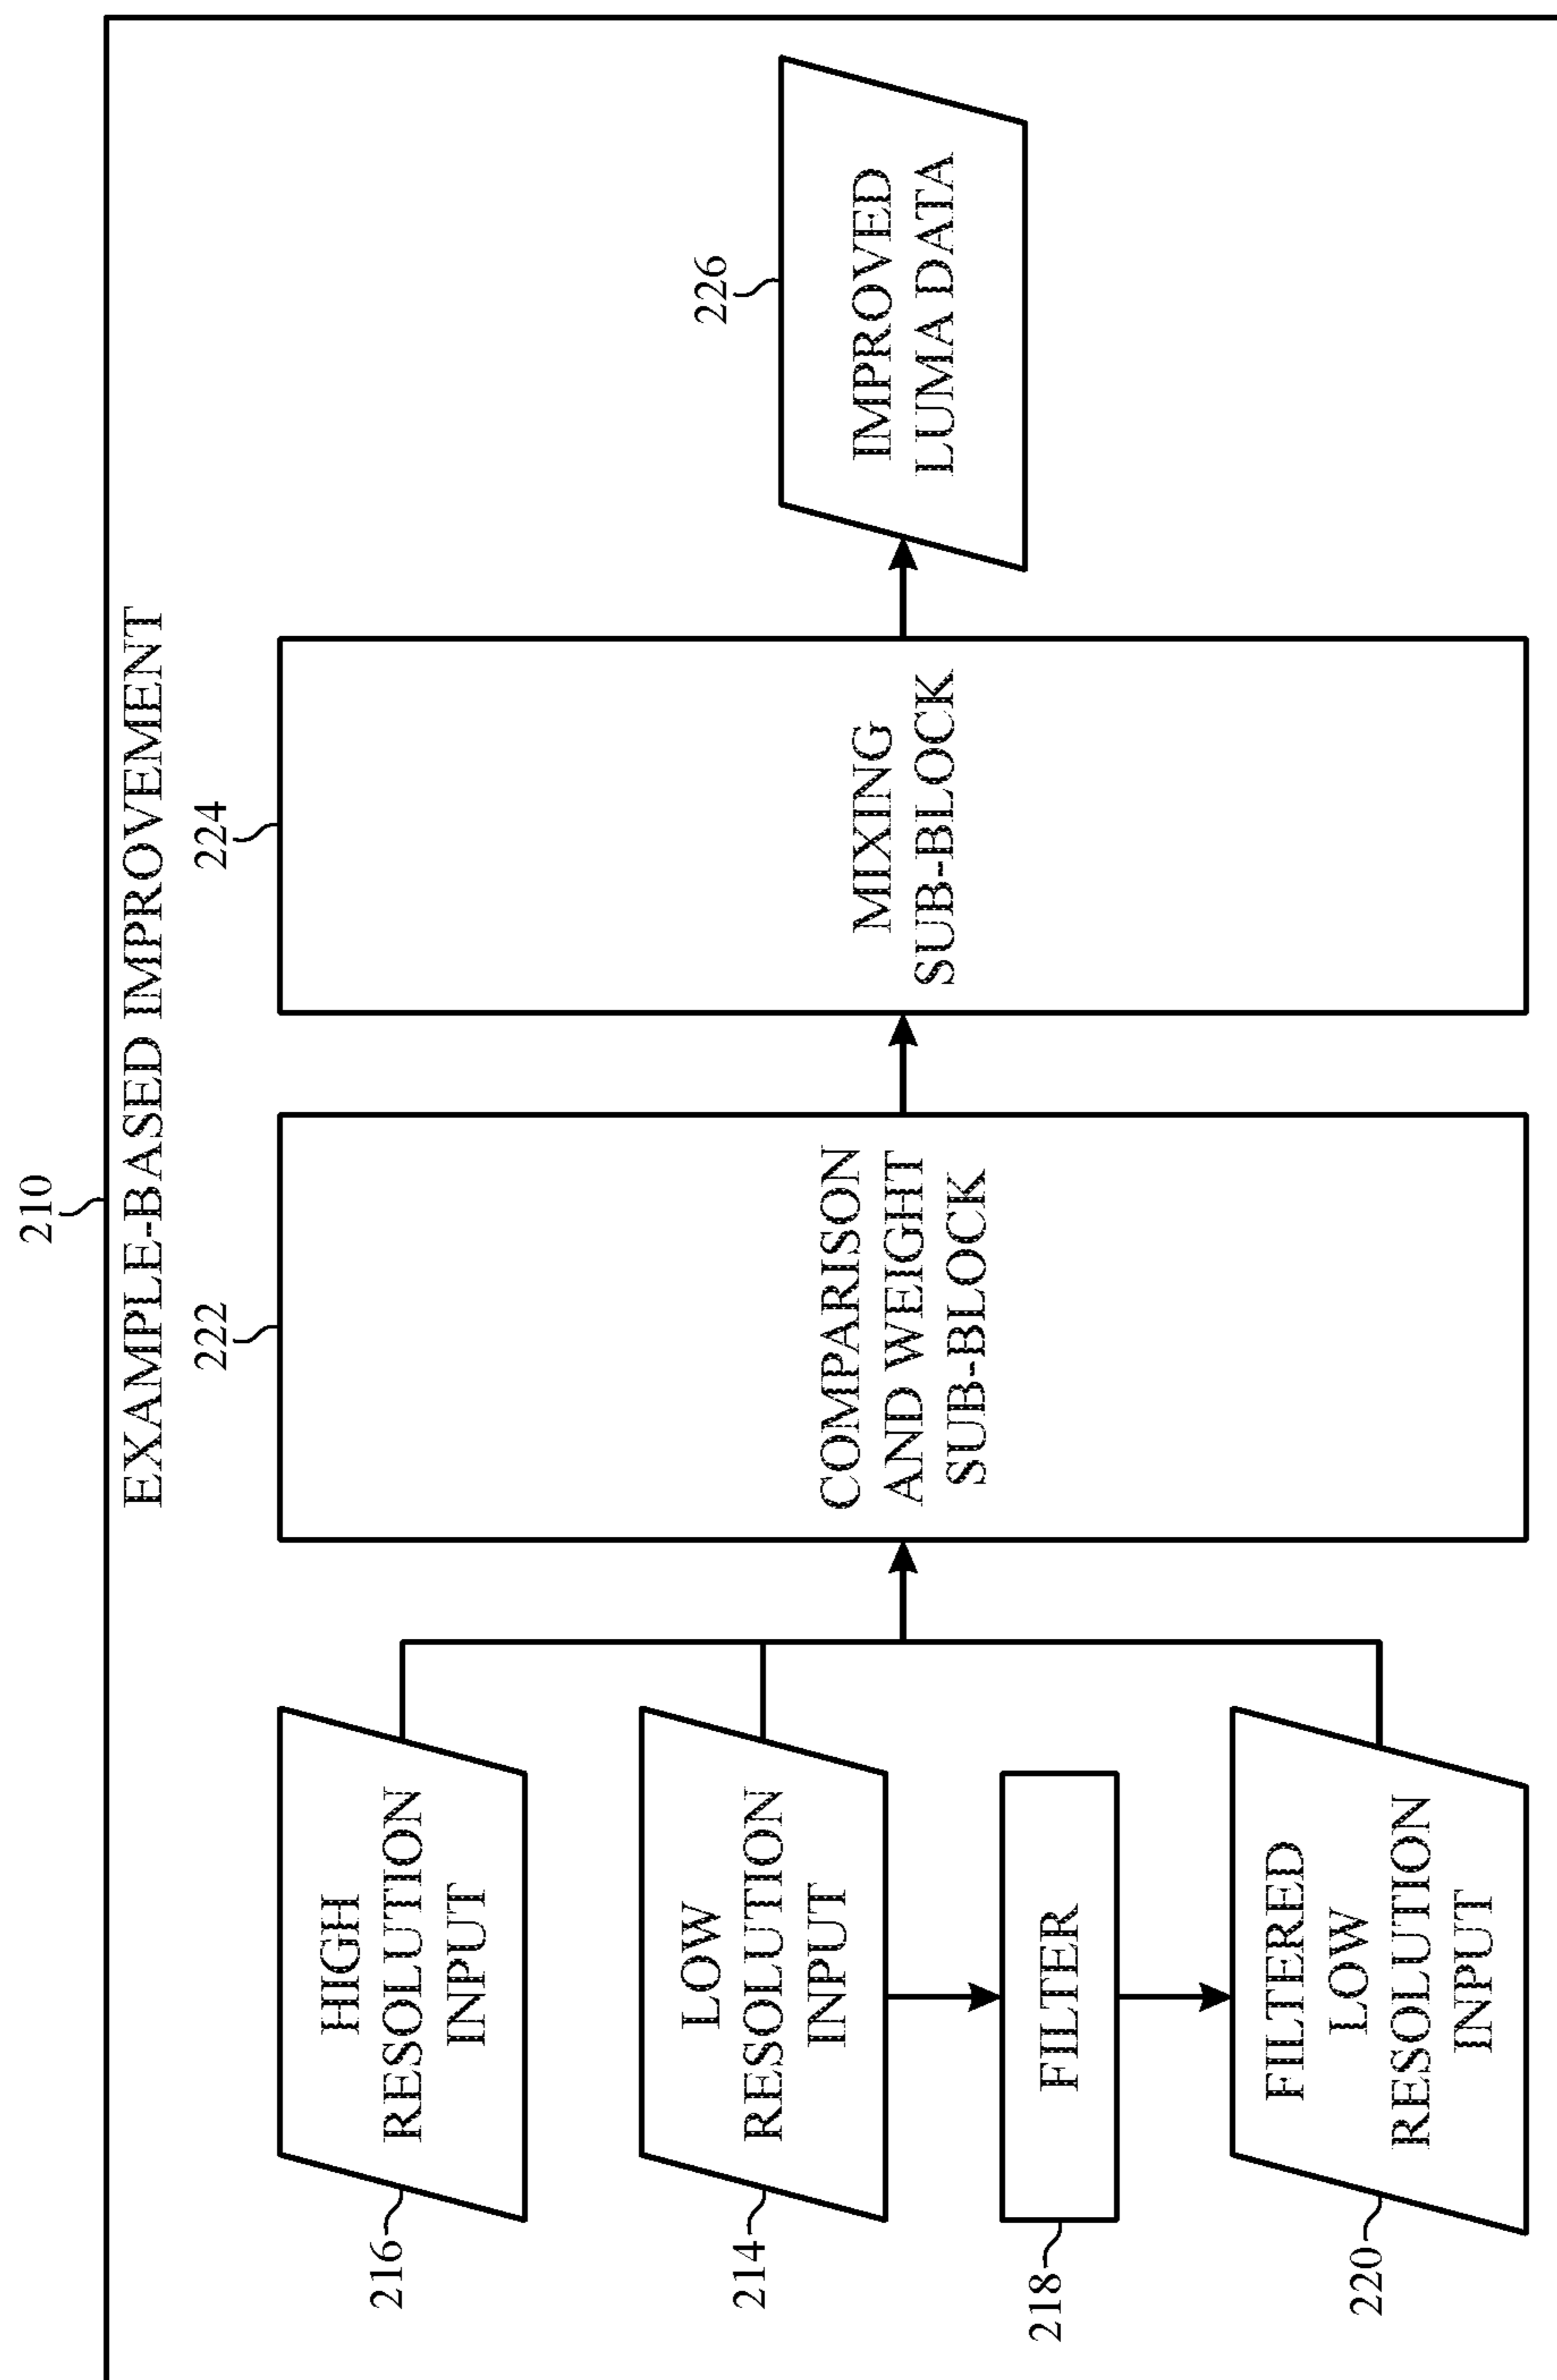 210
EXAMPLE-BASED IMPROVEMENT
216
HIGH
RESOLUTION
INPUT
214
LOW
RESOLUTION
INPUT
218
FILTER
220
FILTERED
LOW
RESOLUTION
INPUT
222
COMPARISON
AND WEIGHT
SUB-BLOCK
224
MIXING
SUB-BLOCK
226
IMPROVED
LUMA DATA